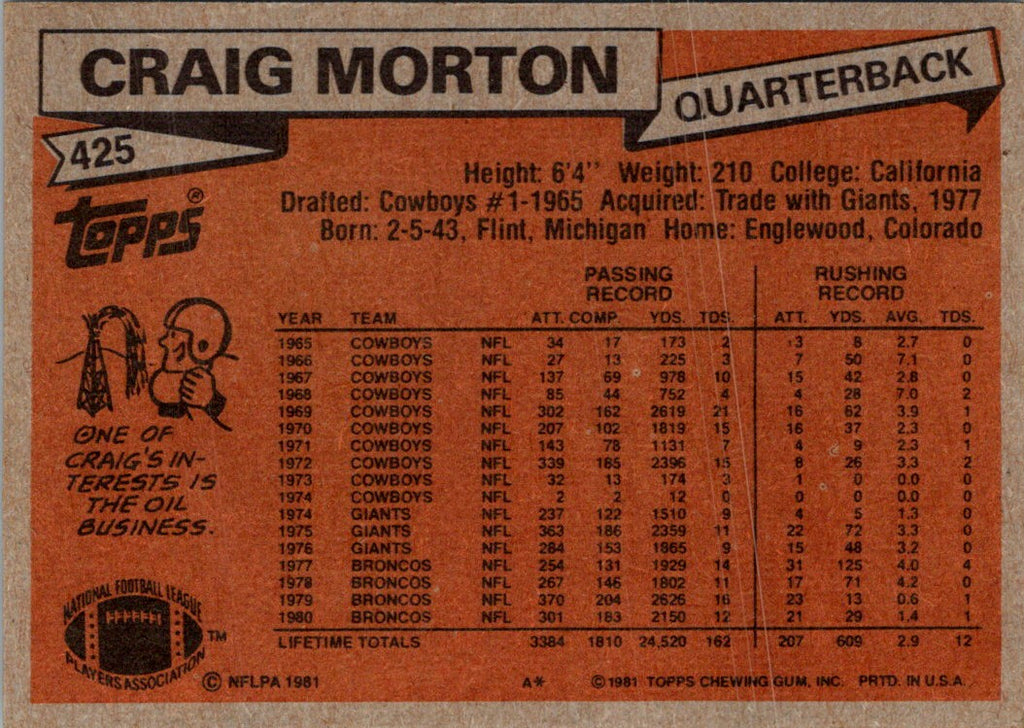 CRAIG MORTON
QUARTERBACK
425
TOPPS®
Height: 6'4'' Weight: 210 College: California
Drafted: Cowboys #1-1965 Acquired: Trade with Giants, 1977
Born: 2-5-43, Flint, Michigan Home: Englewood, Colorado
PASSING RECORD RUSHING RECORD
YEAR TEAM ATT. COMP. YDS. TDS. ATT. YDS. AVG. TDS.
1965 COWBOYS NFL 34 17 173 2 3 8 2.7 0
1966 COWBOYS NFL 27 13 225 3 7 50 7.1 0
1967 COWBOYS NFL 137 69 978 10 15 42 2.8 0
1968 COWBOYS NFL 85 44 752 4 4 28 7.0 2
1969 COWBOYS NFL 302 162 2619 21 16 62 3.9 1
1970 COWBOYS NFL 207 102 1819 15 16 37 2.3 0
1971 COWBOYS NFL 143 78 1131 7 4 9 2.3 1
1972 COWBOYS NFL 339 185 2396 15 8 26 3.3 2
1973 COWBOYS NFL 32 13 174 3 1 0 0.0 0
1974 COWBOYS NFL 2 2 12 0 0 0 0.0 0
1974 GIANTS NFL 237 122 1510 9 4 5 1.3 0
1975 GIANTS NFL 363 186 2359 11 22 72 3.3 0
1976 GIANTS NFL 284 153 1865 9 15 48 3.2 0
1977 BRONCOS NFL 254 131 1929 14 31 125 4.0 4
1978 BRONCOS NFL 267 146 1802 11 17 71 4.2 0
1979 BRONCOS NFL 370 204 2626 16 23 13 0.6 1
1980 BRONCOS NFL 301 183 2150 12 21 29 1.4 1
LIFETIME TOTALS 3384 1810 24,520 162 207 609 2.9 12
ONE OF
CRAIG'S IN-
TERESTS IS
THE OIL
BUSINESS.
NATIONAL FOOTBALL LEAGUE
PLAYERS ASSOCIATION
TM
© NFLPA 1981 A* © 1981 TOPPS CHEWING GUM, INC. PRTD. IN U.S.A.